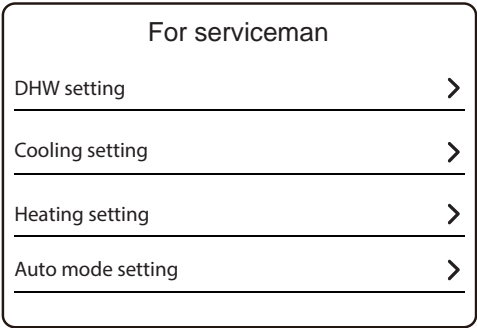 For serviceman
DHW setting
Cooling setting
Heating setting
Auto mode setting